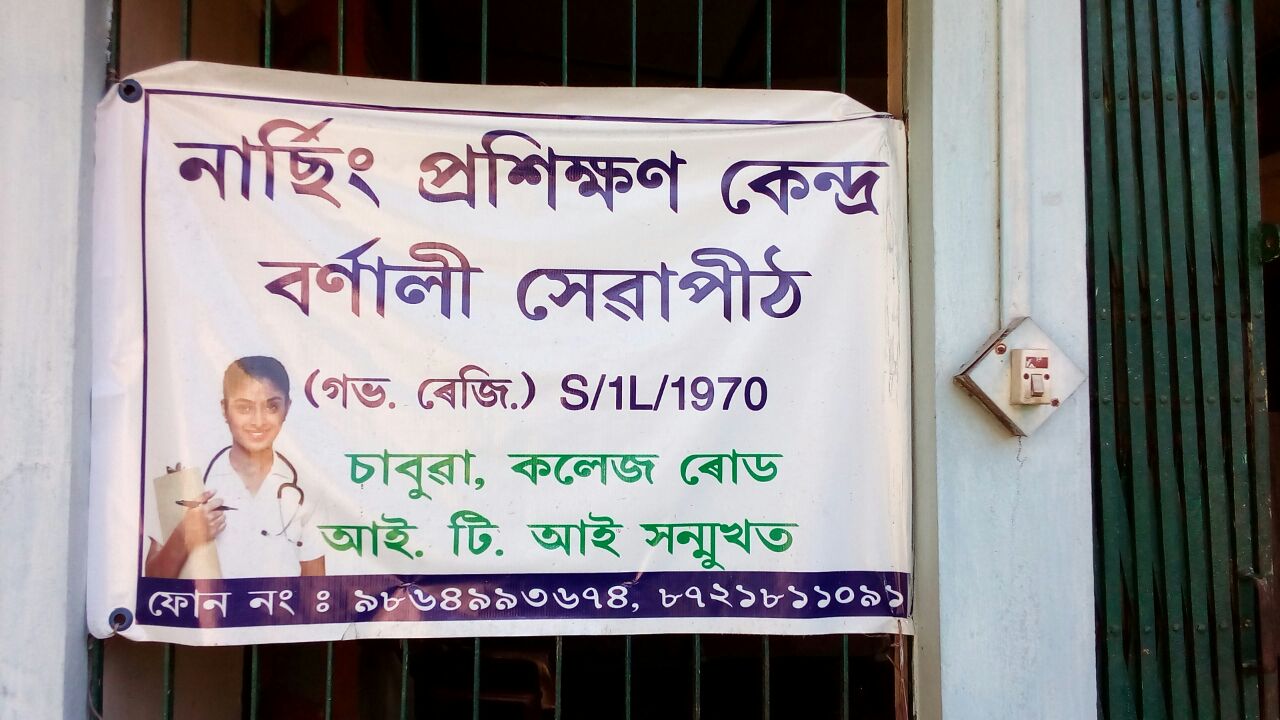 নাৰ্ছিং প্ৰশিক্ষণ কেন্দ্ৰ
বৰ্ণালী সেৱাপীঠ
(গভ. ৰেজি.) S/1L/1970
চাবুৱা, কলেজ ৰোড
আই. টি. আই সন্মুখত
ফোন নং ঃ ৯৮৬৪৯৯৩৬৭৪, ৮৭২১৮১১০৯১